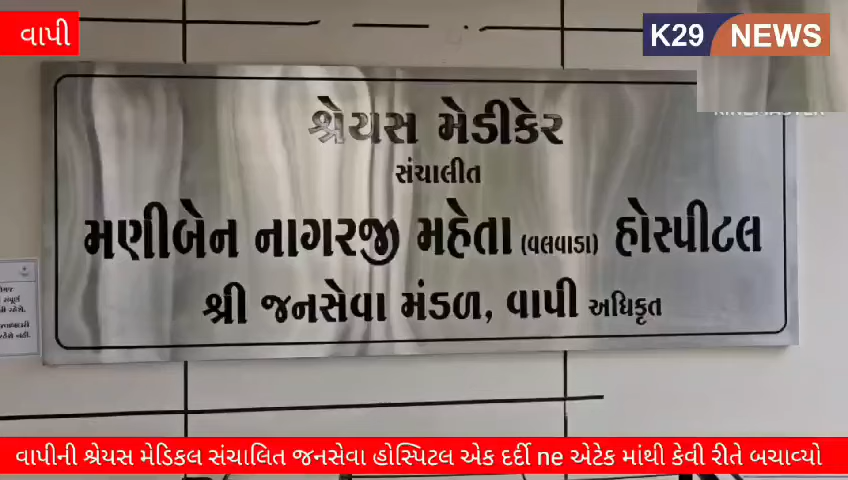 વાપી
K29 NEWS
શ્રેયસ મેડીકેર
સંચાલીત
મણીબેન નાગરજી મહેતા (વલવાડા) હોસ્પીટલ
શ્રી જનસેવા મંડળ, વાપી અધિકૃત
વાપીની શ્રેયસ મેડિકલ સંચાલિત જનસેવા હોસ્પિટલ એક દર્દી ne એટેક માંથી કેવી રીતે બચાવ્યો